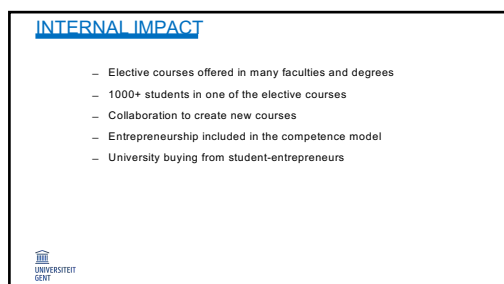 INTERNAL IMPACT
– Elective courses offered in many faculties and degrees
– 1000+ students in one of the elective courses
– Collaboration to create new courses
– Entrepreneurship included in the competence model
– University buying from student-entrepreneurs
UNIVERSITEIT
GENT